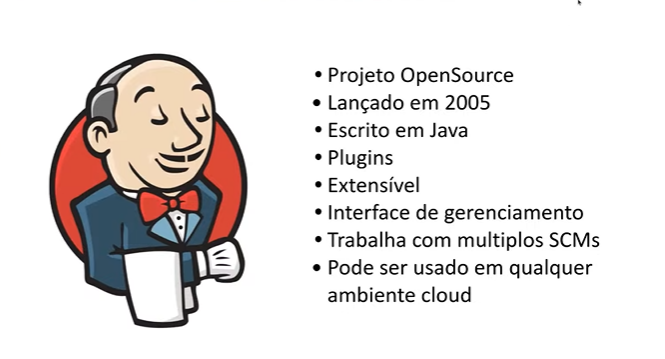 • Projeto OpenSource
• Lançado em 2005
• Escrito em Java
• Plugins
• Extensível
• Interface de gerenciamento
• Trabalha com multiplos SCMs
• Pode ser usado em qualquer
ambiente cloud